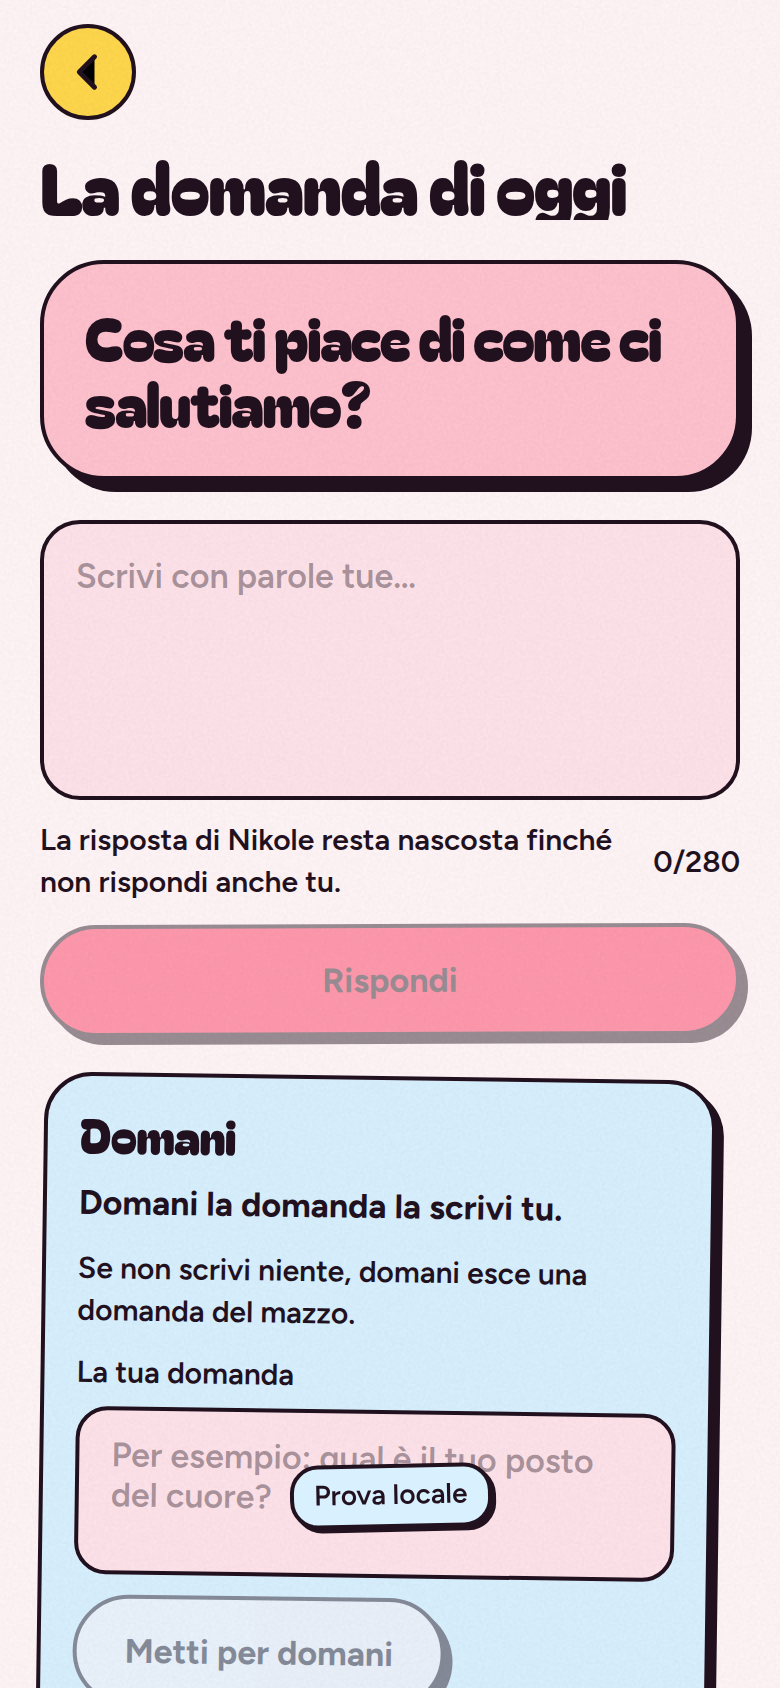 La domanda di oggi
Cosa ti piace di come ci
salutiamo?
Scrivi con parole tue...
La risposta di Nikole resta nascosta finché
non rispondi anche tu.
0/280
Rispondi
Domani
Domani la domanda la scrivi tu.
Se non scrivi niente, domani esce una
domanda del mazzo.
La tua domanda
Per esempio: qual è il tuo posto
del cuore?
Prova locale
Metti per domani